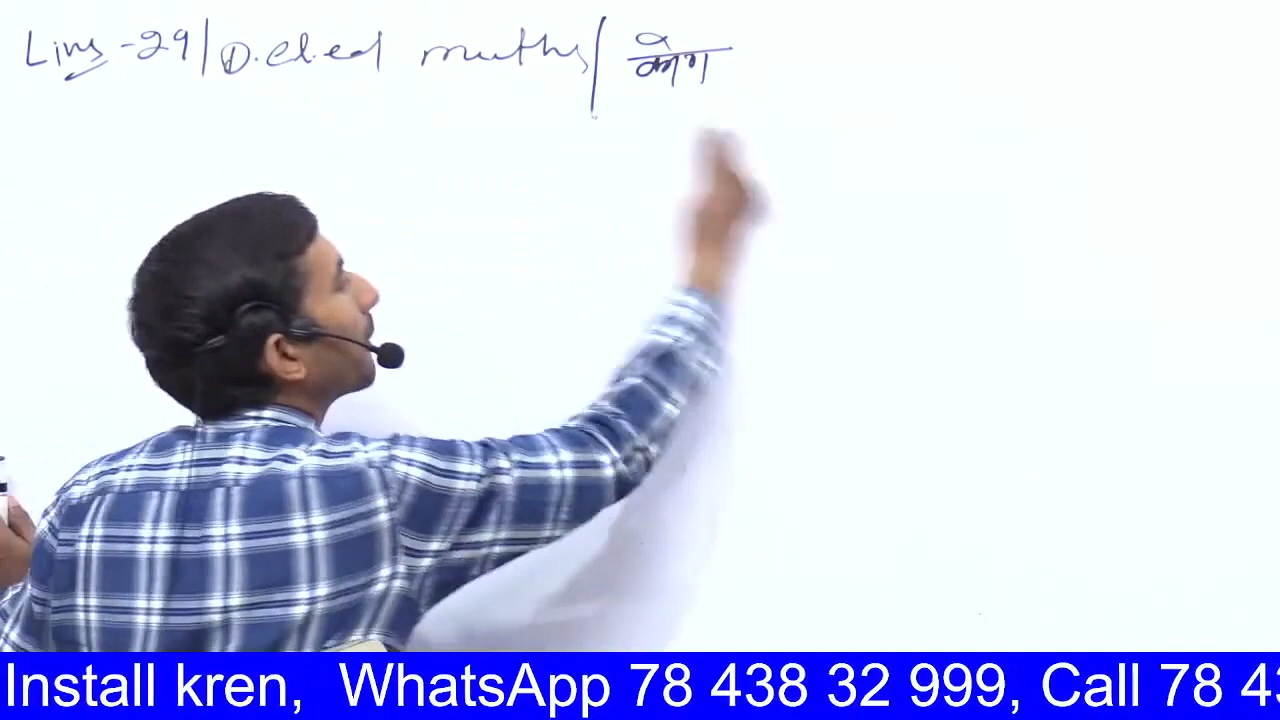 Live -29/D.El.ed maths/ कोण
Install kren, WhatsApp 78 438 32 999, Call 78 43